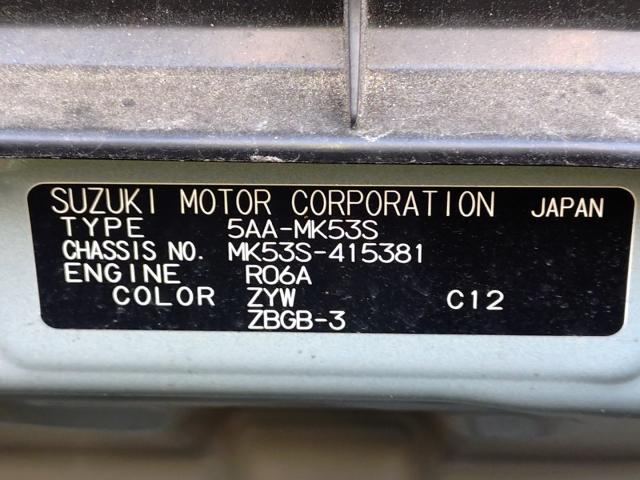 SUZUKI MOTOR CORPORATION JAPAN
TYPE 5AA-MK53S
CHASSIS NO. MK53S-415381
ENGINE R06A
COLOR ZYW C12
ZBGB-3